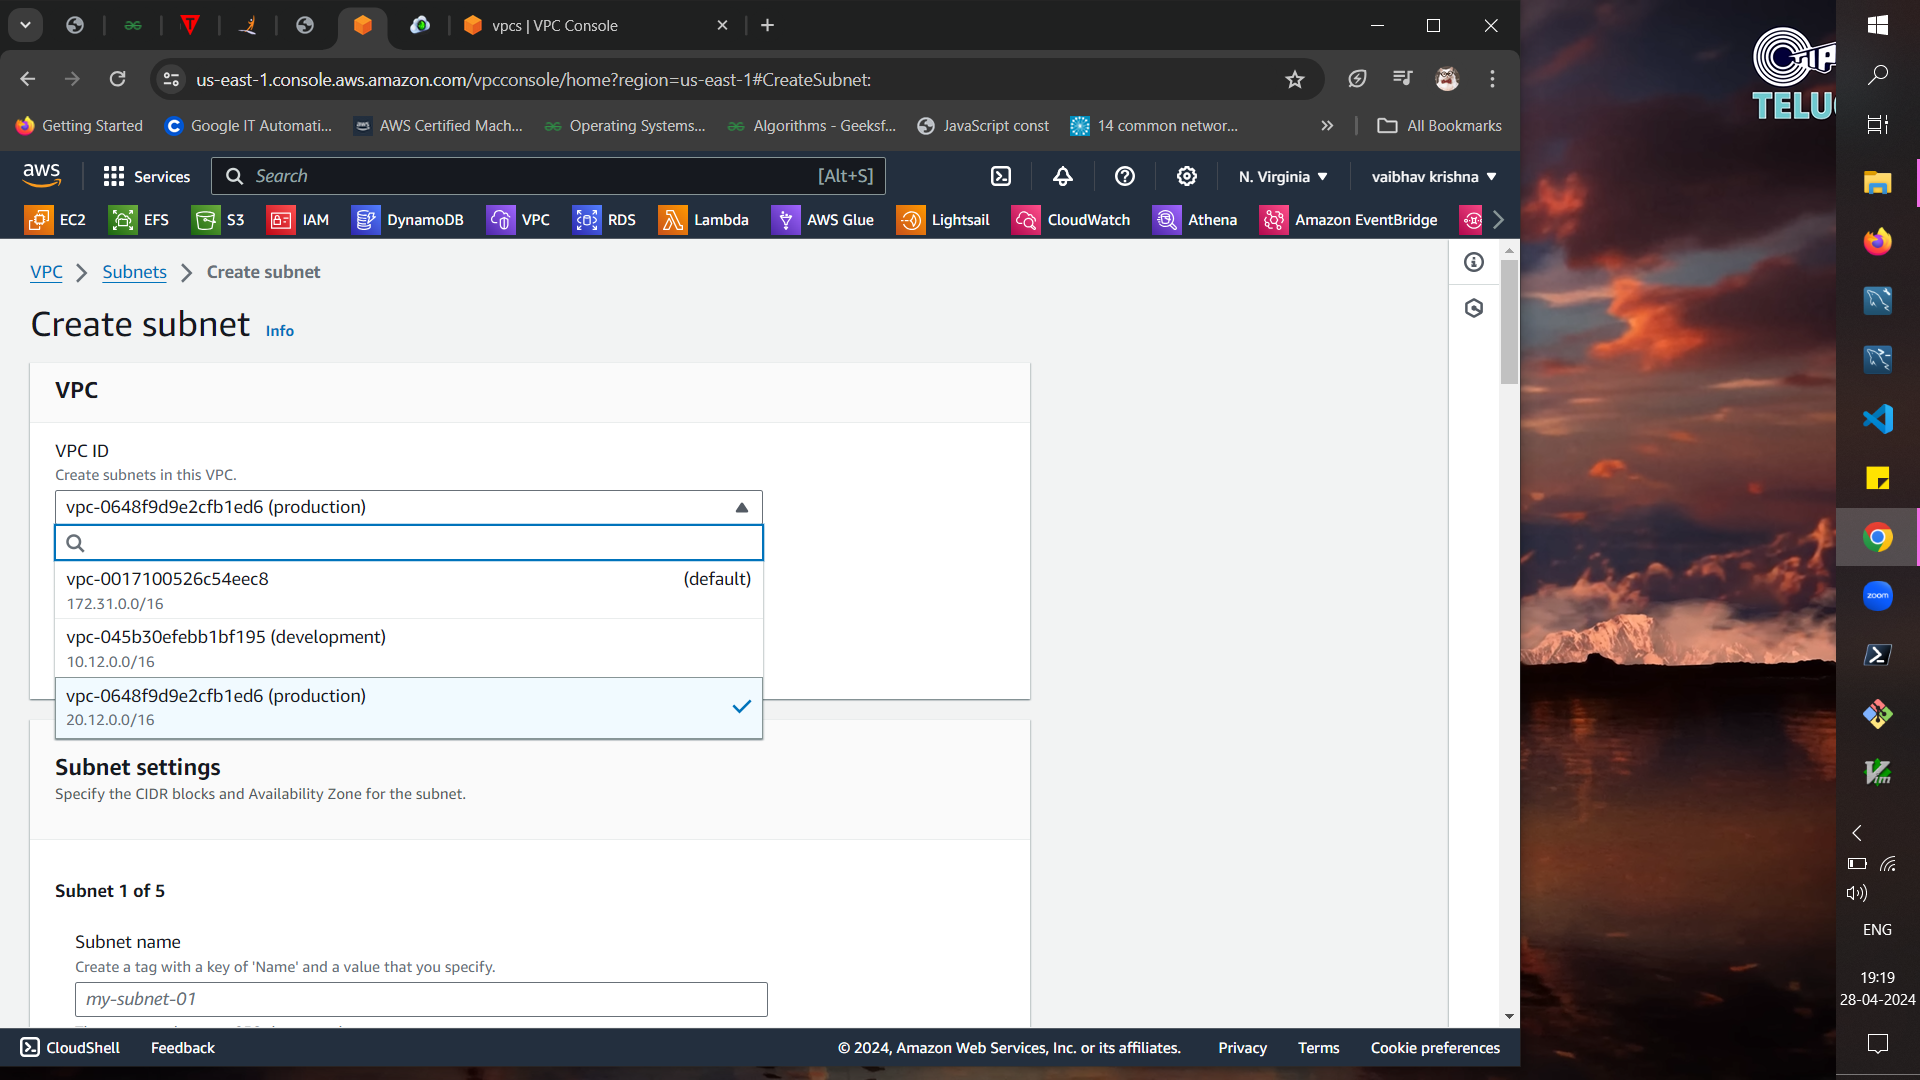 vpcs | VPC Console
us-east-1.console.aws.amazon.com/vpcconsole/home?region=us-east-1#CreateSubnet:
Getting Started
Google IT Automati...
AWS Certified Mach...
Operating Systems...
Algorithms - Geeksf...
JavaScript const
14 common networ...
All Bookmarks
aws
Services
Search
[Alt+S]
N. Virginia
vaibhav krishna
EC2
EFS
S3
IAM
DynamoDB
VPC
RDS
Lambda
AWS Glue
Lightsail
CloudWatch
Athena
Amazon EventBridge
VPC
Subnets
Create subnet
Create subnet
Info
VPC
VPC ID
Create subnets in this VPC.
vpc-0648f9d9e2cfb1ed6 (production)
vpc-0017100526c54eec8
(default)
172.31.0.0/16
vpc-045b30efebb1bf195 (development)
10.12.0.0/16
vpc-0648f9d9e2cfb1ed6 (production)
20.12.0.0/16
Subnet settings
Specify the CIDR blocks and Availability Zone for the subnet.
Subnet 1 of 5
Subnet name
Create a tag with a key of 'Name' and a value that you specify.
my-subnet-01
CloudShell
Feedback
© 2024, Amazon Web Services, Inc. or its affiliates.
Privacy
Terms
Cookie preferences
zoom
ENG
19:19
28-04-2024